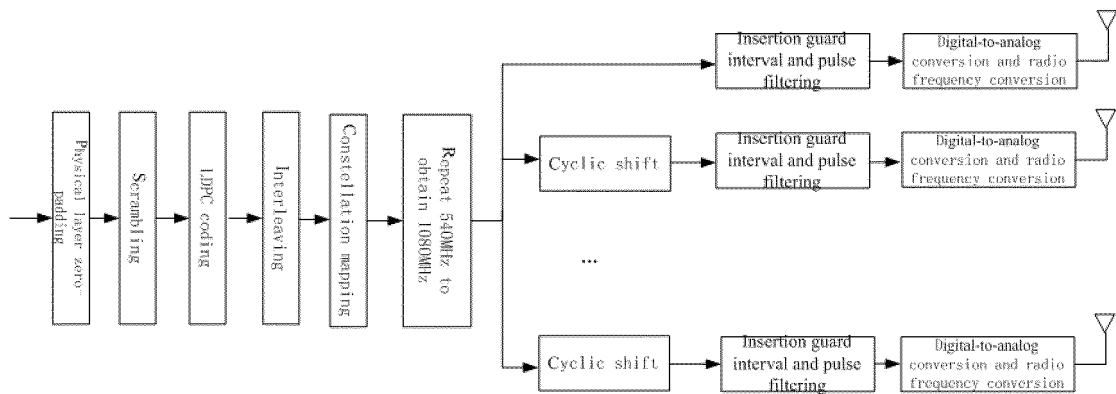 Physical layer zero-
padding
Scrambling
LDPC coding
Interleaving
Constellation mapping
Repeat 540MHz to
obtain 1080MHz
Insertion guard
interval and pulse
filtering
Digital-to-analog
conversion and radio
frequency conversion
Cyclic shift
Insertion guard
interval and pulse
filtering
Digital-to-analog
conversion and radio
frequency conversion
...
Cyclic shift
Insertion guard
interval and pulse
filtering
Digital-to-analog
conversion and radio
frequency conversion